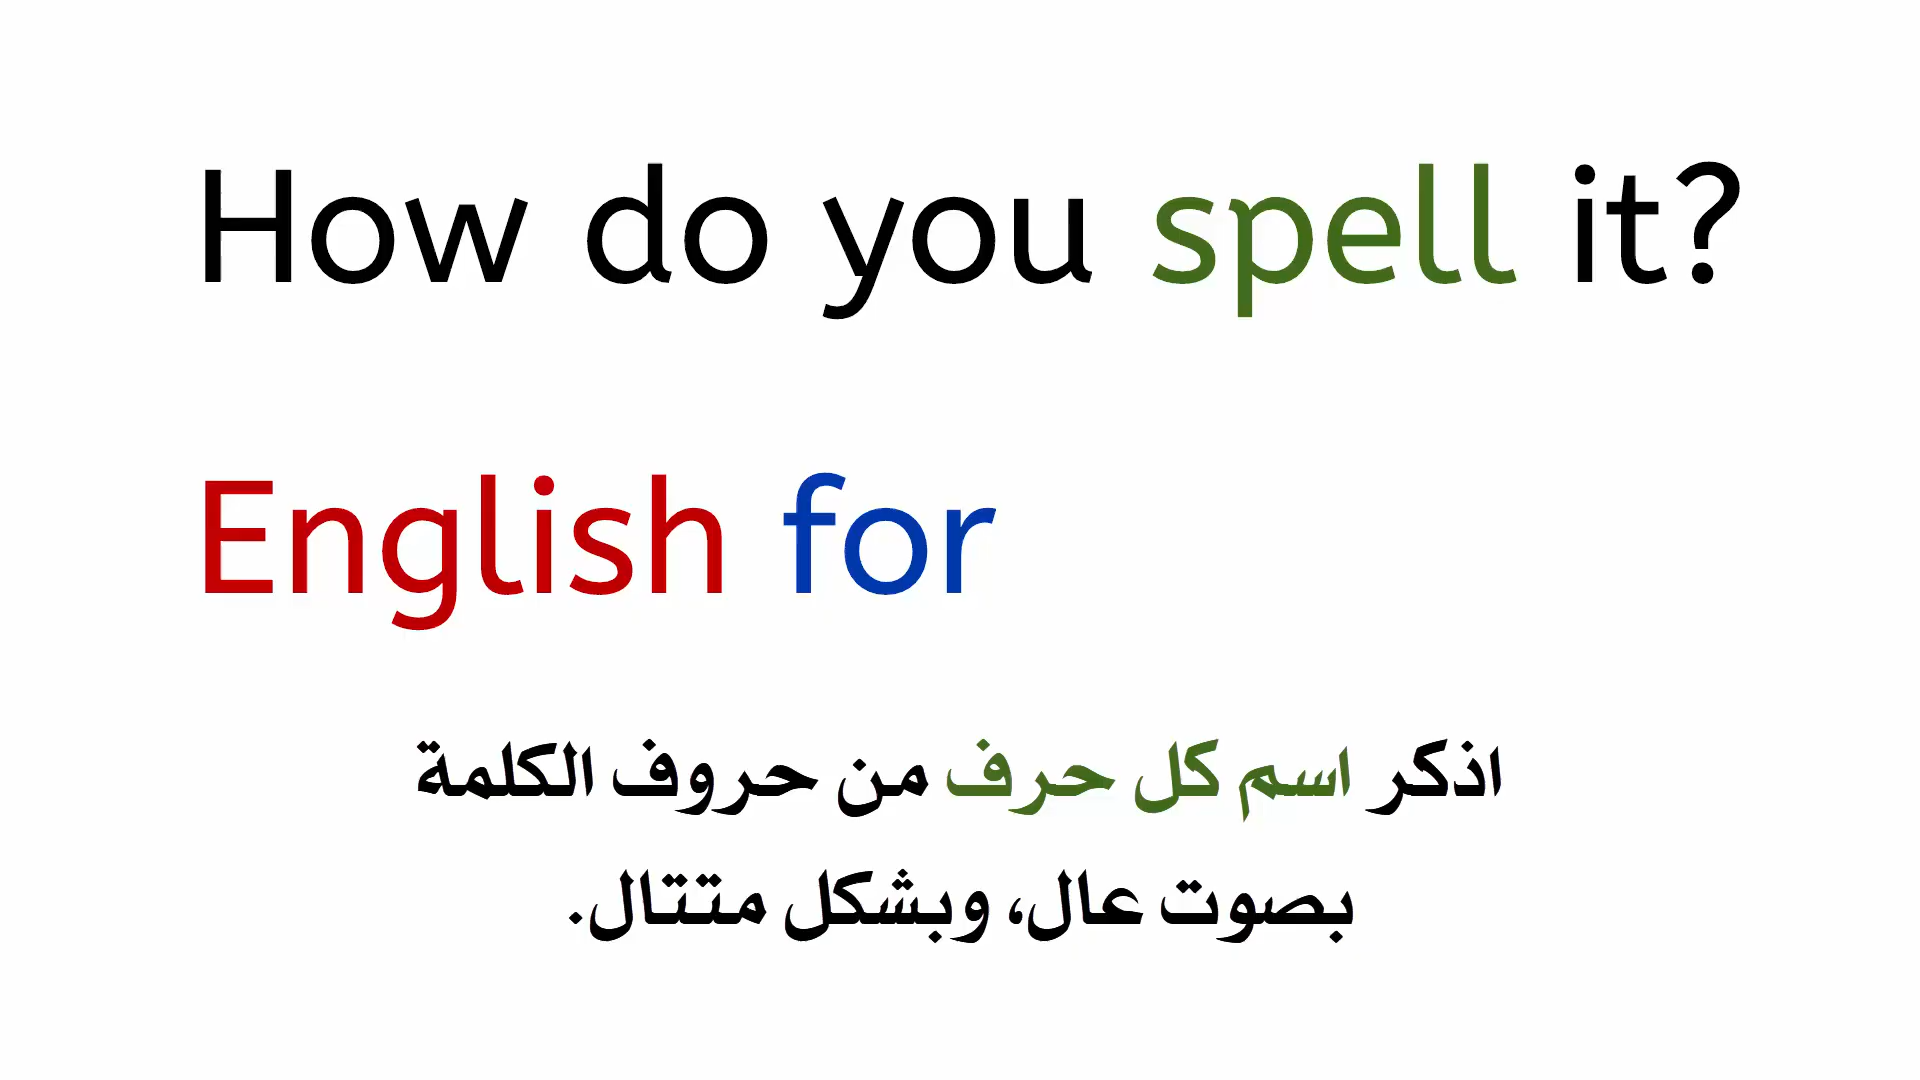 How do you spell it?
English for
اذكر اسم كل حرف من حروف الكلمة
بصوت عال، وبشكل متتال.